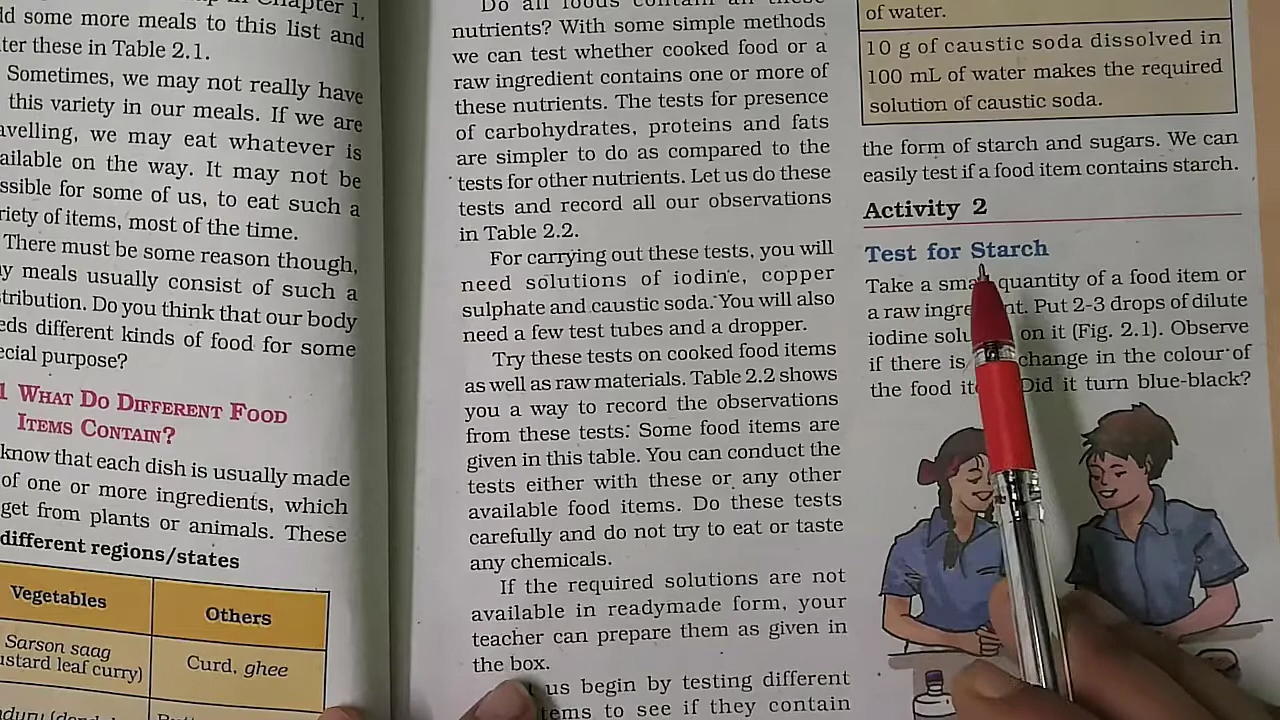 Chapter 1,
some more meals to this list and
these in Table 2.1.
Sometimes, we may not really have
this variety in our meals. If we are
we may eat whatever is
on the way. It may not be
for some of us, to eat such a
of items, most of the time.
There must be some reason though,
meals usually consist of such a
Do you think that our body
different kinds of food for some
purpose?
1 WHAT DO DIFFERENT FOOD
ITEMS CONTAIN?
know that each dish is usually made
of one or more ingredients, which
get from plants or animals. These
different regions/states
Vegetables
Others
Sarson saag
leaf curry)
Curd, ghee
Do all foods contain all these
nutrients? With some simple methods
we can test whether cooked food or a
raw ingredient contains one or more of
these nutrients. The tests for presence
of carbohydrates, proteins and fats
are simpler to do as compared to the
tests for other nutrients. Let us do these
tests and record all our observations
in Table 2.2.
For carrying out these tests, you will
need solutions of iodine, copper
sulphate and caustic soda. You will also
need a few test tubes and a dropper.
Try these tests on cooked food items
as well as raw materials. Table 2.2 shows
you a way to record the observations
from these tests. Some food items are
given in this table. You can conduct the
tests either with these or any other
available food items. Do these tests
carefully and do not try to eat or taste
any chemicals.
If the required solutions are not
available in readymade form, your
teacher can prepare them as given in
the box.
us begin by testing different
to see if they contain
of water.
10 g of caustic soda dissolved in
100 mL of water makes the required
solution of caustic soda.
the form of starch and sugars. We can
easily test if a food item contains starch.
Activity 2
Test for Starch
Take a quantity of a food item or
a raw Put 2-3 drops of dilute
iodine on it (Fig. 2.1). Observe
if there is change in the colour of
the food Did it turn blue-black?